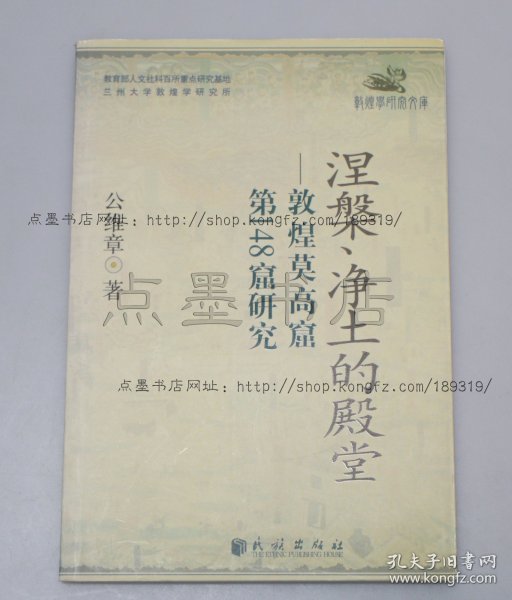 教育部人文社科百所重点研究基地
兰州大学敦煌学研究所
敦煌学研究文库
涅槃、净土的殿堂
——敦煌莫高窟
第148窟研究
公维章 著
点墨书店网址：http://shop.kongfz.com/189319/
点墨书店
点墨书店网址：http://shop.kongfz.com/189319/
民族出版社
THE ETHNIC PUBLISHING HOUSE
孔夫子旧书网
www.kongfz.com